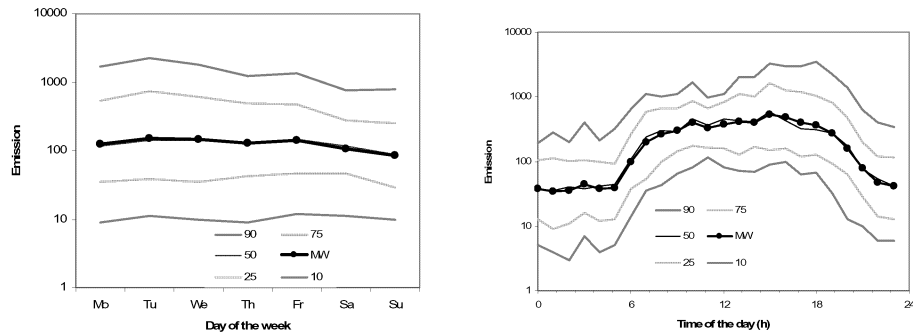 10000
1000
100
10
1
Emission
90
75
50
MW
25
10
Mo
Tu
We
Th
Fr
Sa
Su
Day of the week
10000
1000
100
10
1
Emission
90
75
50
MW
25
10
0
6
12
18
24
Time of the day (h)